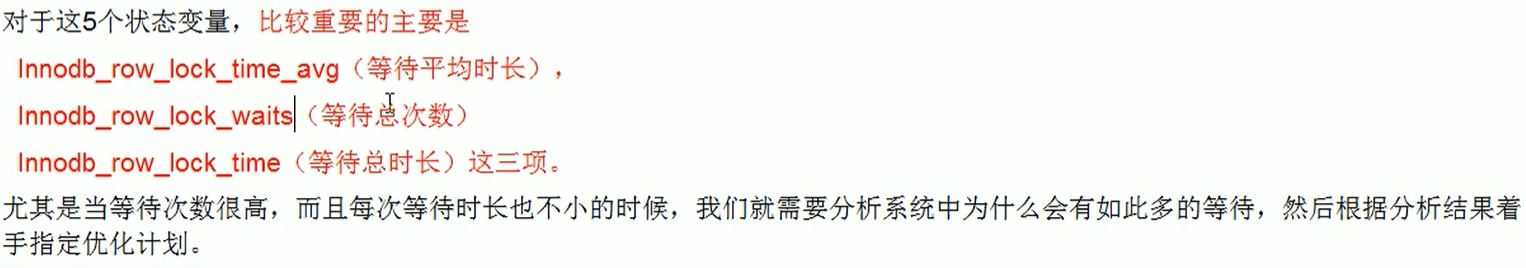 对于这5个状态变量，比较重要的主要是
Innodb_row_lock_time_avg（等待平均时长），
Innodb_row_lock_waits（等待总次数）
Innodb_row_lock_time（等待总时长）这三项。
尤其是当等待次数很高，而且每次等待时长也不小的时候，我们就需要分析系统中为什么会有如此多的等待，然后根据分析结果着
手指定优化计划。